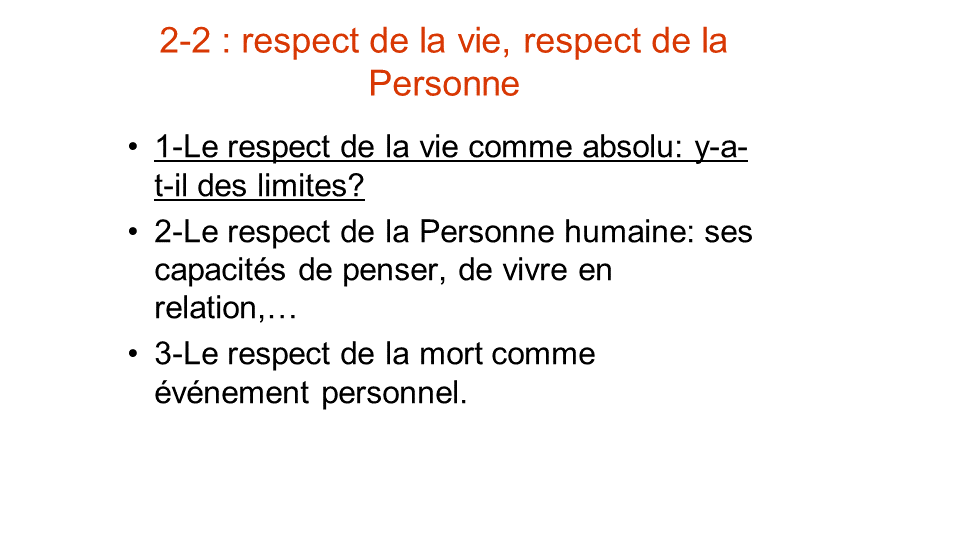 2-2 : respect de la vie, respect de la
Personne
• 1-Le respect de la vie comme absolu: y-a-
t-il des limites?
• 2-Le respect de la Personne humaine: ses
capacités de penser, de vivre en
relation,…
• 3-Le respect de la mort comme
événement personnel.